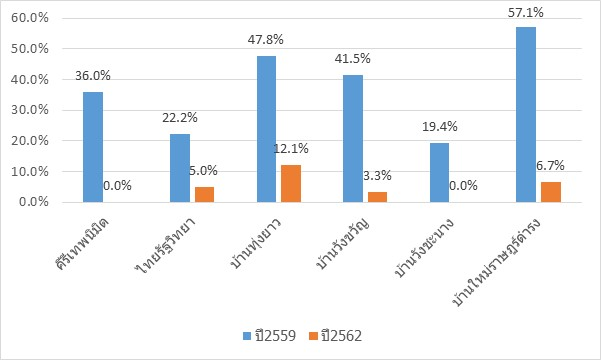 60.0%
50.0%
40.0%
30.0%
20.0%
10.0%
0.0%
36.0%
0.0%
22.2%
5.0%
47.8%
12.1%
41.5%
3.3%
19.4%
0.0%
57.1%
6.7%
คีรีเทพนิมิต
ไทยรัฐวิทยา
บ้านทุ่งยาว
บ้านวังขวัญ
บ้านวังชะนาง
บ้านใหม่ราษฎร์ดำรง
ปี2559 ปี2562